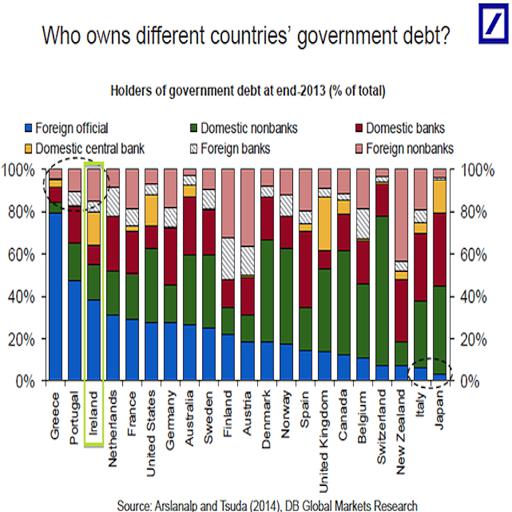 Who owns different countries' government debt?
Holders of government debt at end-2013 (% of total)
Foreign official
Domestic nonbanks
Domestic banks
Domestic central bank
Foreign banks
Foreign nonbanks
100%
80%
60%
40%
20%
0%
100%
80%
60%
40%
20%
0%
Greece
Portugal
Ireland
Netherlands
France
United States
Germany
Australia
Sweden
Finland
Austria
Denmark
Norway
Spain
United Kingdom
Canada
Belgium
Switzerland
New Zealand
Italy
Japan
Source: Arslanalp and Tsuda (2014), DB Global Markets Research